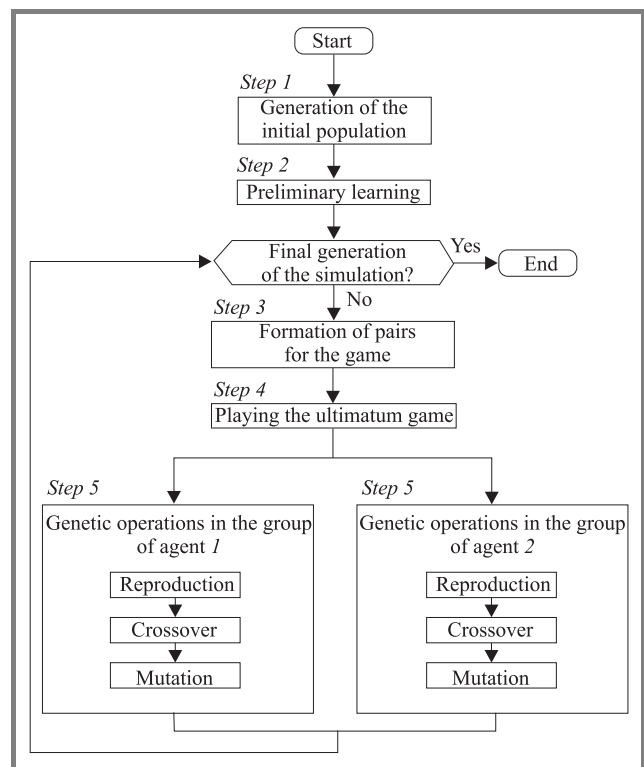 Start
Step 1
Generation of the
initial population
Step 2
Preliminary learning
Final generation
of the simulation?
Yes
End
No
Step 3
Formation of pairs
for the game
Step 4
Playing the ultimatum game
Step 5
Genetic operations in the group
of agent 1
Reproduction
Crossover
Mutation
Step 5
Genetic operations in the group
of agent 2
Reproduction
Crossover
Mutation